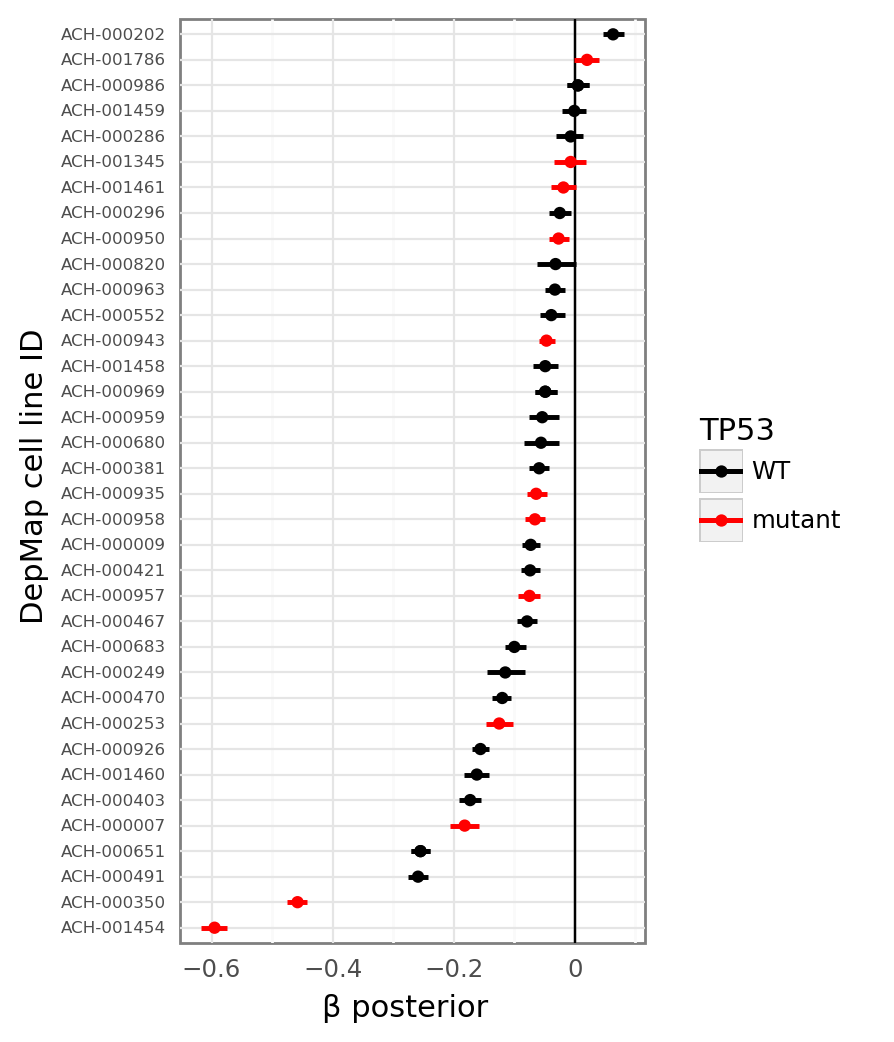 ACH-000202
ACH-001786
ACH-000986
ACH-001459
ACH-000286
ACH-001345
ACH-001461
ACH-000296
ACH-000950
ACH-000820
ACH-000963
ACH-000552
ACH-000943
ACH-001458
ACH-000969
ACH-000959
ACH-000680
ACH-000381
ACH-000935
ACH-000958
ACH-000009
ACH-000421
ACH-000957
ACH-000467
ACH-000683
ACH-000249
ACH-000470
ACH-000253
ACH-000926
ACH-001460
ACH-000403
ACH-000007
ACH-000651
ACH-000491
ACH-000350
ACH-001454
DepMap cell line ID
−0.6 −0.4 −0.2 0
β posterior
TP53
WT
mutant